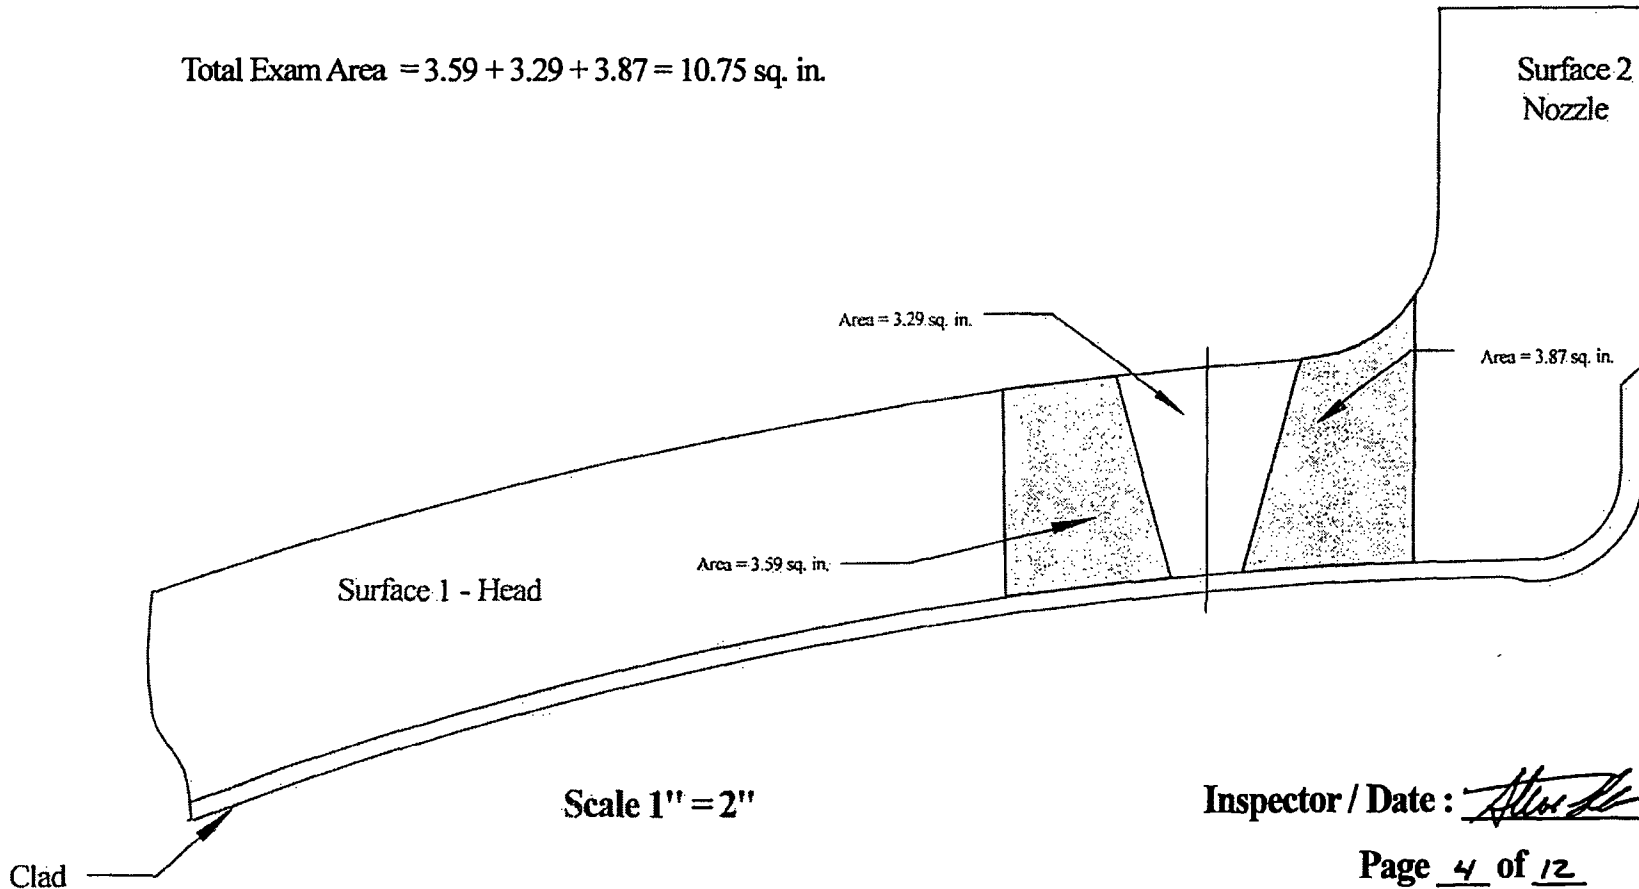 Total Exam Area = 3.59 + 3.29 + 3.87 = 10.75 sq. in.
Surface 2
Nozzle
Area = 3.29 sq. in.
Area = 3.87 sq. in.
Area = 3.59 sq. in.
Surface 1 - Head
Scale 1" = 2"
Inspector / Date :
Clad
Page 4 of 12